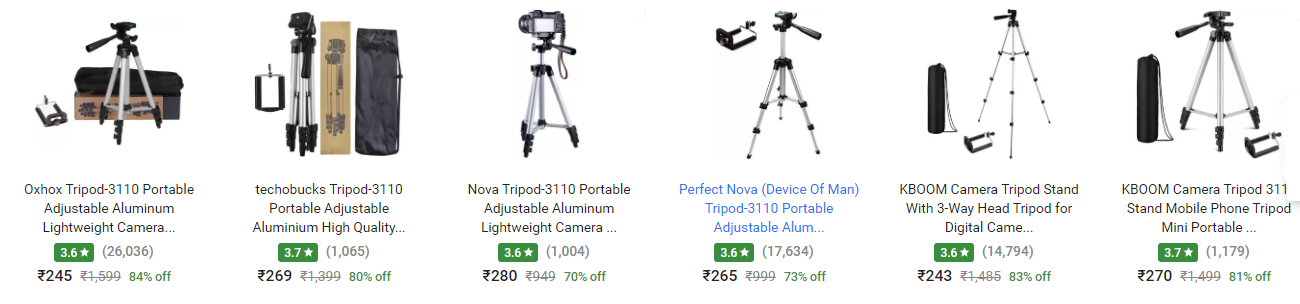 Oxhox Tripod-3110 Portable
Adjustable Aluminum
Lightweight Camera...
3.6★ (26,036)
₹245 ₹1,599 84% off
techobucks Tripod-3110
Portable Adjustable
Aluminium High Quality...
3.7★ (1,065)
₹269 ₹1,399 80% off
Nova Tripod-3110 Portable
Adjustable Aluminum
Lightweight Camera ...
3.6★ (1,004)
₹280 ₹949 70% off
Perfect Nova (Device Of Man)
Tripod-3110 Portable
Adjustable Alum...
3.6★ (17,634)
₹265 ₹999 73% off
KBOOM Camera Tripod Stand
With 3-Way Head Tripod for
Digital Came...
3.6★ (14,794)
₹243 ₹1,485 83% off
KBOOM Camera Tripod 311
Stand Mobile Phone Tripod
Mini Portable ...
3.7★ (1,179)
₹270 ₹1,499 81% off